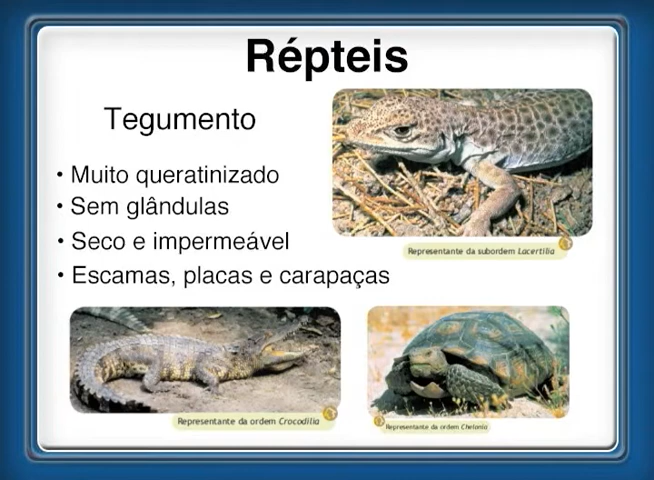 Répteis
Tegumento
• Muito queratinizado
• Sem glândulas
• Seco e impermeável
• Escamas, placas e carapaças
Representante da subordem Lacertilia
Representante da ordem Crocodilia
Representante da ordem Chelonia